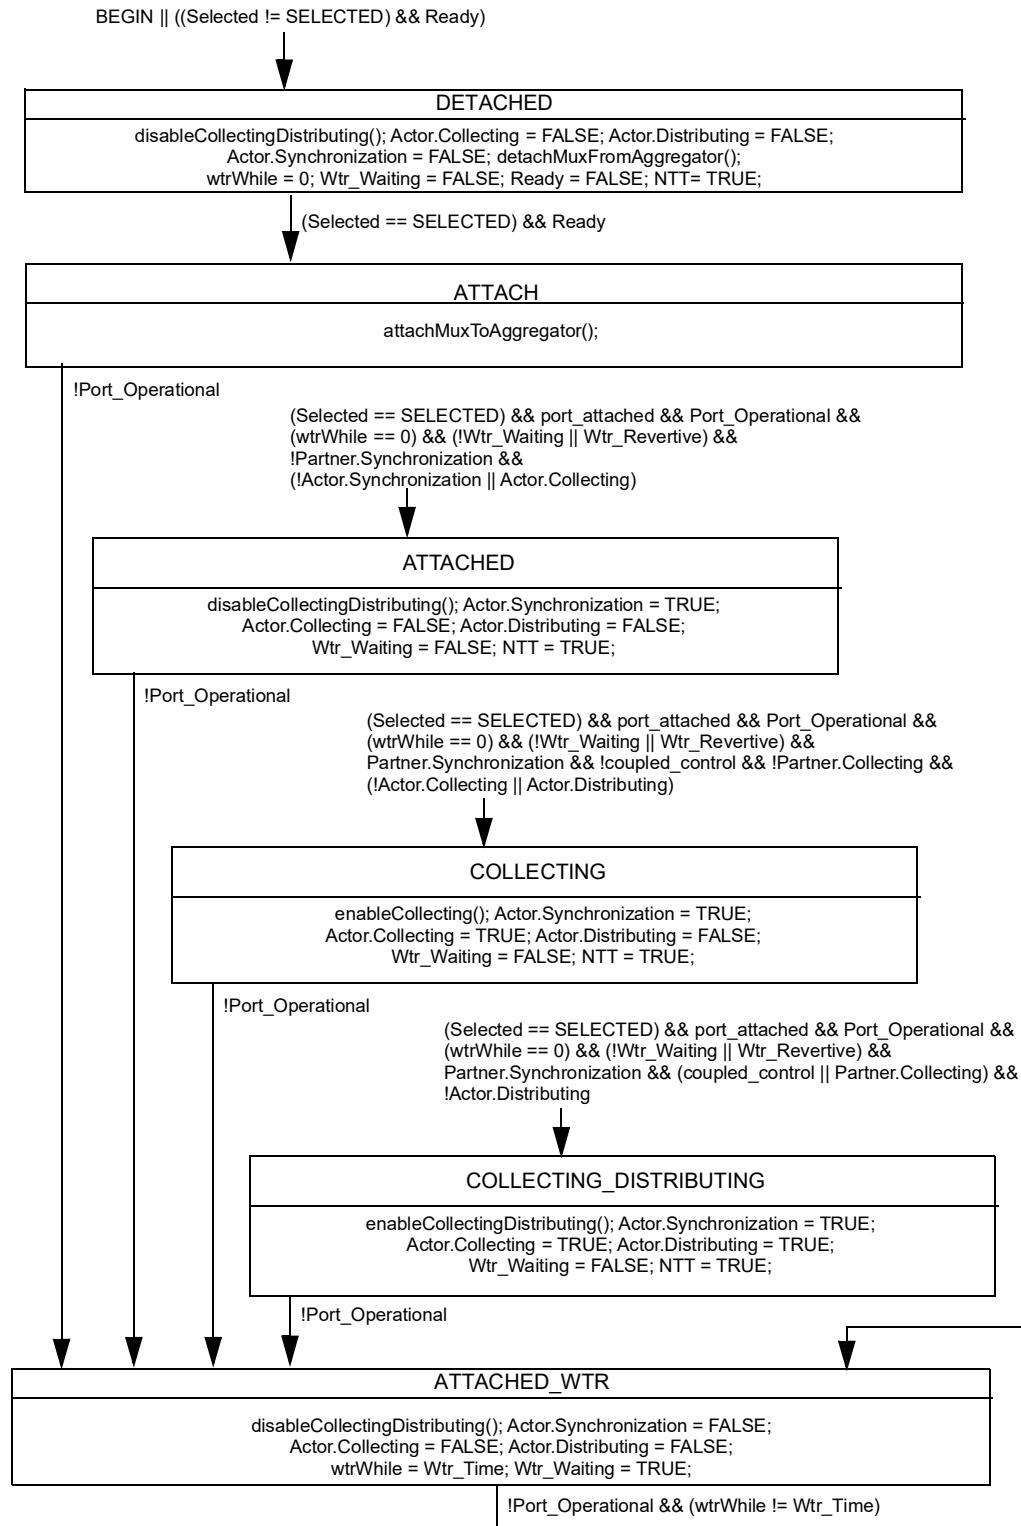 BEGIN || ((Selected != SELECTED) && Ready)
DETACHED
disableCollectingDistributing(); Actor.Collecting = FALSE; Actor.Distributing = FALSE;
Actor.Synchronization = FALSE; detachMuxFromAggregator();
wtrWhile = 0; Wtr_Waiting = FALSE; Ready = FALSE; NTT= TRUE;
(Selected == SELECTED) && Ready
ATTACH
attachMuxToAggregator();
!Port_Operational
(Selected == SELECTED) && port_attached && Port_Operational &&
(wtrWhile == 0) && (!Wtr_Waiting || Wtr_Revertive) &&
!Partner.Synchronization &&
(!Actor.Synchronization || Actor.Collecting)
ATTACHED
disableCollectingDistributing(); Actor.Synchronization = TRUE;
Actor.Collecting = FALSE; Actor.Distributing = FALSE;
Wtr_Waiting = FALSE; NTT = TRUE;
!Port_Operational
(Selected == SELECTED) && port_attached && Port_Operational &&
(wtrWhile == 0) && (!Wtr_Waiting || Wtr_Revertive) &&
Partner.Synchronization && !coupled_control && !Partner.Collecting &&
(!Actor.Collecting || Actor.Distributing)
COLLECTING
enableCollecting(); Actor.Synchronization = TRUE;
Actor.Collecting = TRUE; Actor.Distributing = FALSE;
Wtr_Waiting = FALSE; NTT = TRUE;
!Port_Operational
(Selected == SELECTED) && port_attached && Port_Operational &&
(wtrWhile == 0) && (!Wtr_Waiting || Wtr_Revertive) &&
Partner.Synchronization && (coupled_control || Partner.Collecting) &&
!Actor.Distributing
COLLECTING_DISTRIBUTING
enableCollectingDistributing(); Actor.Synchronization = TRUE;
Actor.Collecting = TRUE; Actor.Distributing = TRUE;
Wtr_Waiting = FALSE; NTT = TRUE;
!Port_Operational
ATTACHED_WTR
disableCollectingDistributing(); Actor.Synchronization = FALSE;
Actor.Collecting = FALSE; Actor.Distributing = FALSE;
wtrWhile = Wtr_Time; Wtr_Waiting = TRUE;
!Port_Operational && (wtrWhile != Wtr_Time)